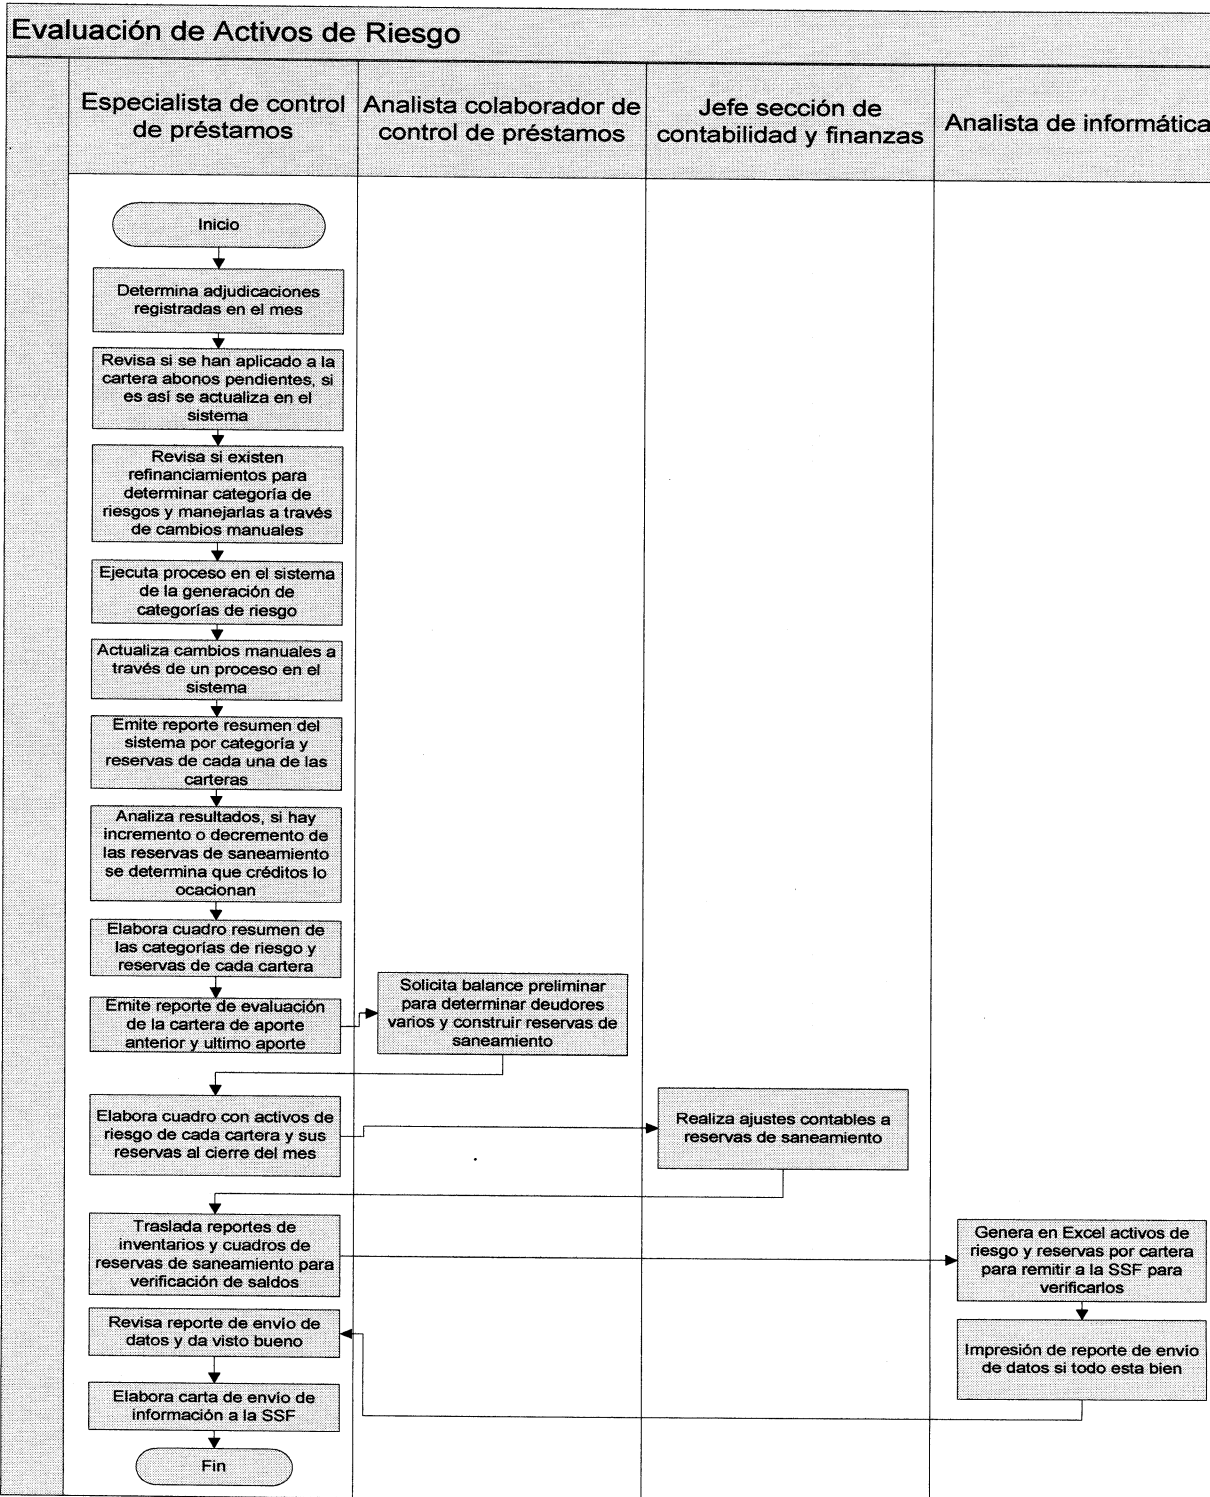 Evaluación de Activos de Riesgo
Especialista de control
de préstamos
Analista colaborador de
control de préstamos
Jefe sección de
contabilidad y finanzas
Analista de informática
Inicio
Determina adjudicaciones
registradas en el mes
Revisa si se han aplicado a la
cartera abonos pendientes, si
es así se actualiza en el
sistema
Revisa si existen
refinanciamientos para
determinar categoría de
riesgos y manejarlas a través
de cambios manuales
Ejecuta proceso en el sistema
de la generación de
categorías de riesgo
Actualiza cambios manuales a
través de un proceso en el
sistema
Emite reporte resumen del
sistema por categoría y
reservas de cada una de las
carteras
Analiza resultados, si hay
incremento o decremento de
las reservas de saneamiento
se determina que créditos lo
ocacionan
Elabora cuadro resumen de
las categorías de riesgo y
reservas de cada cartera
Emite reporte de evaluación
de la cartera de aporte
anterior y ultimo aporte
Solicita balance preliminar
para determinar deudores
varios y construir reservas de
saneamiento
Elabora cuadro con activos de
riesgo de cada cartera y sus
reservas al cierre del mes
Realiza ajustes contables a
reservas de saneamiento
Traslada reportes de
inventarios y cuadros de
reservas de saneamiento para
verificación de saldos
Genera en Excel activos de
riesgo y reservas por cartera
para remitir a la SSF para
verificarlos
Impresión de reporte de envío
de datos si todo esta bien
Revisa reporte de envío de
datos y da visto bueno
Elabora carta de envío de
información a la SSF
Fin